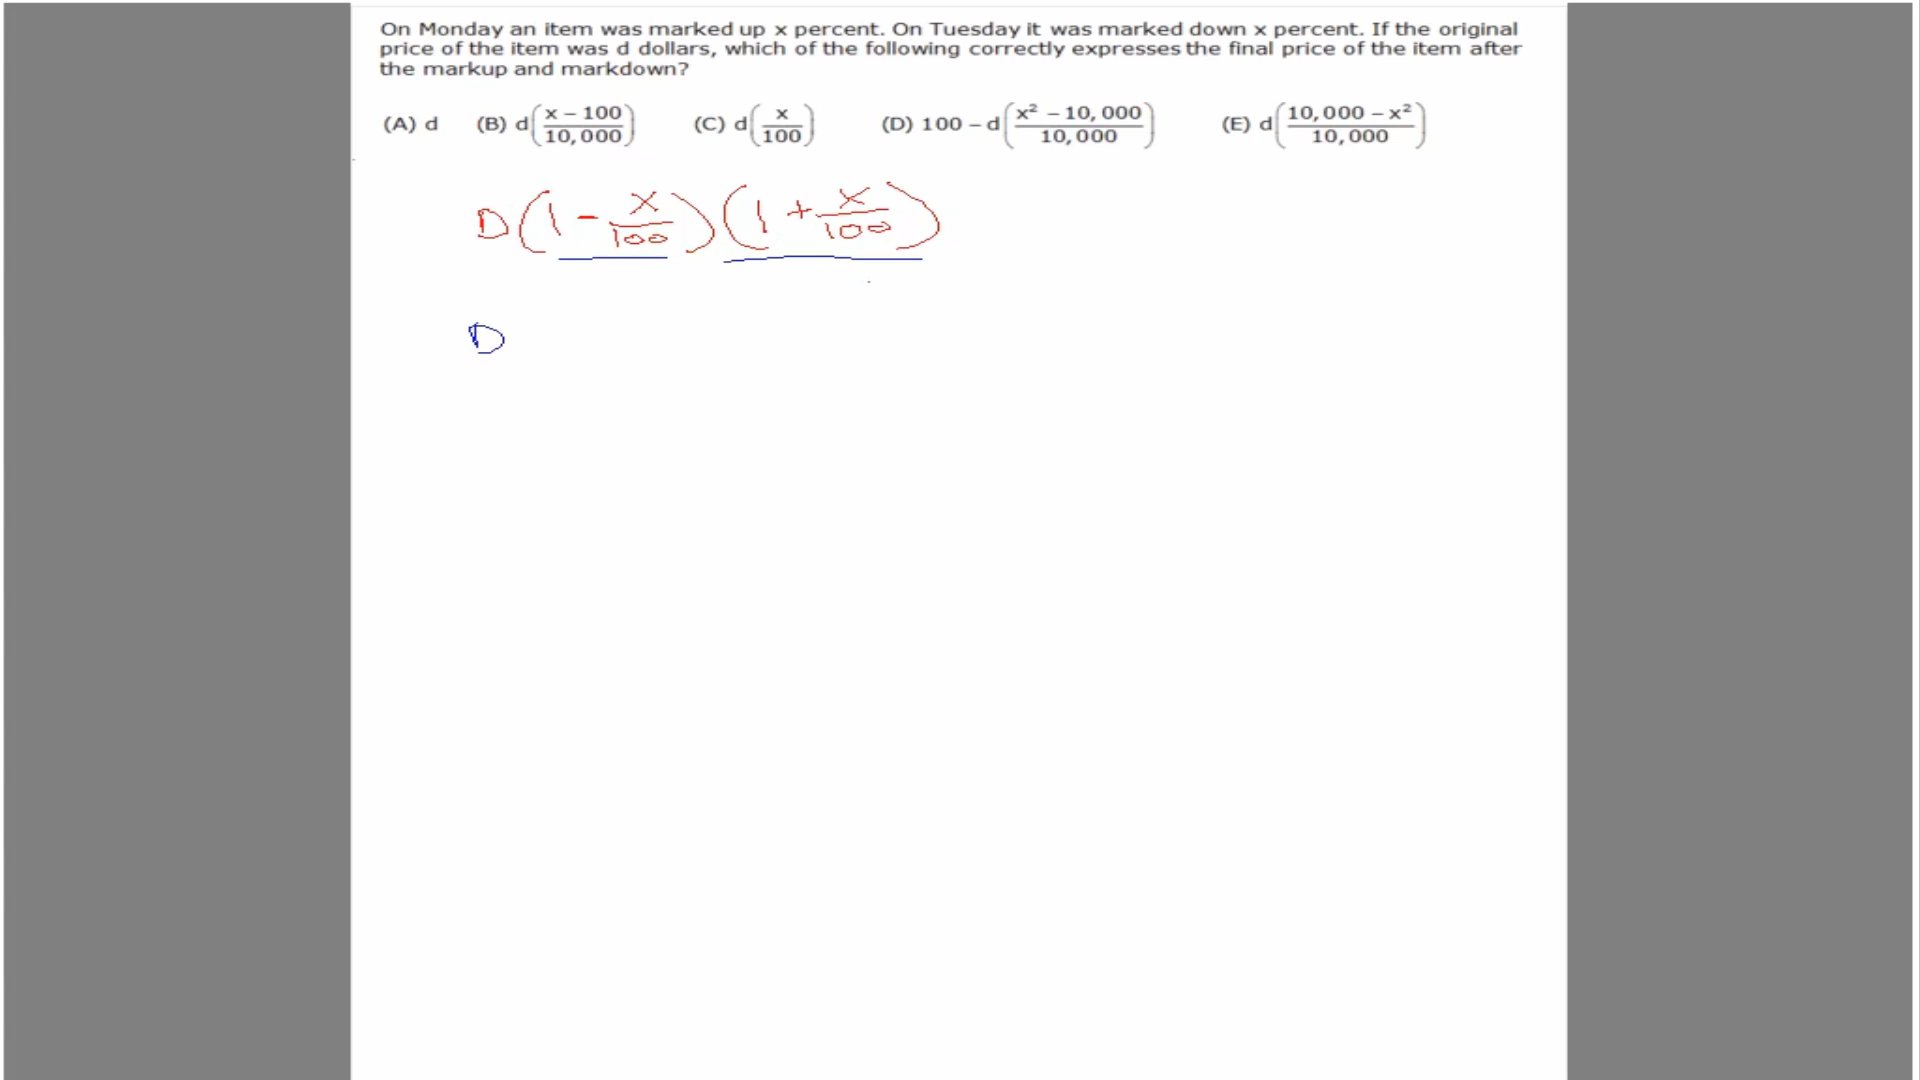 On Monday an item was marked up x percent. On Tuesday it was marked down x percent. If the original
price of the item was d dollars, which of the following correctly expresses the final price of the item after
the markup and markdown?
(A) d (B) d(x – 100 / 10,000) (C) d(x / 100) (D) 100 – d(x² – 10,000 / 10,000) (E) d(10,000 – x² / 10,000)
D(1 - x/100)(1 + x/100)
D